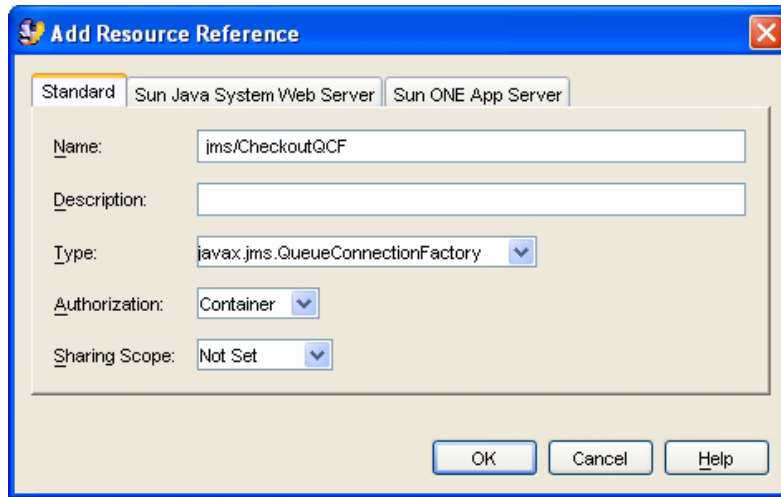 Add Resource Reference
Standard Sun Java System Web Server Sun ONE App Server
Name: jms/CheckoutQCF
Description:
Type: javax.jms.QueueConnectionFactory
Authorization: Container
Sharing Scope: Not Set
OK Cancel Help